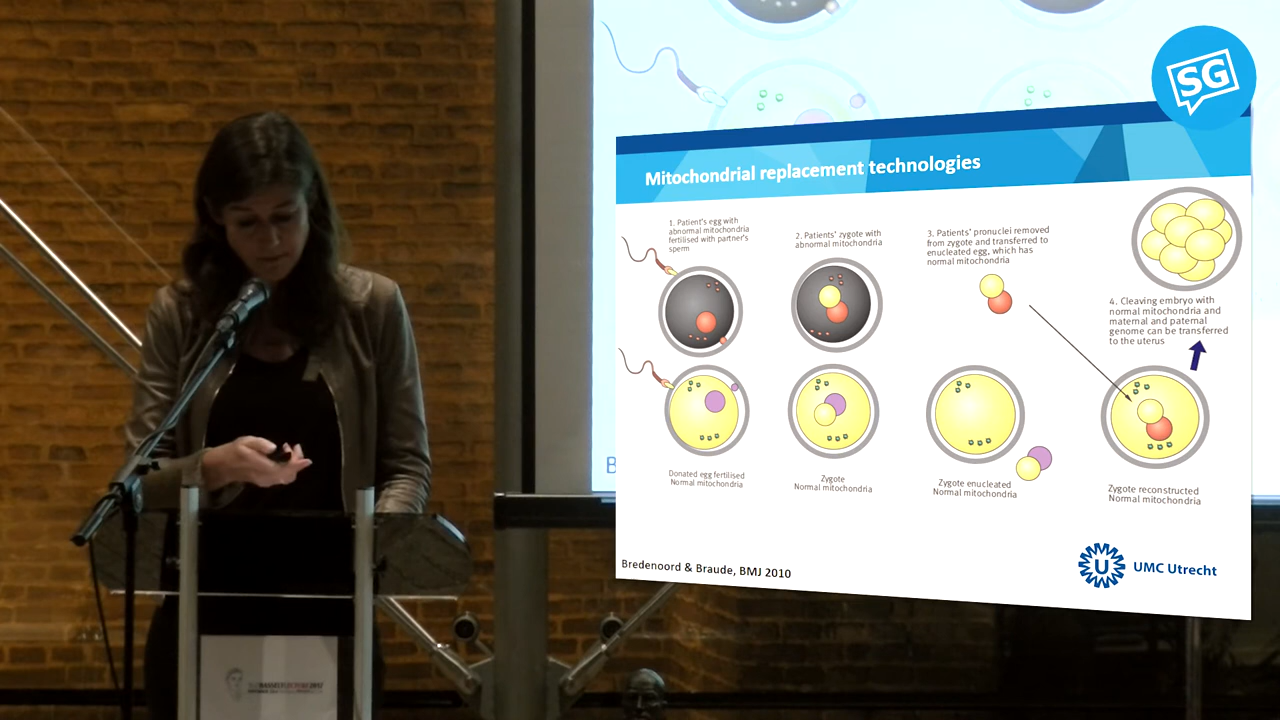 SG
Mitochondrial replacement technologies
1. Patient's egg with
abnormal mitochondria
fertilised with partner's
sperm
2. Patients' zygote with
abnormal mitochondria
3. Patients' pronuclei removed
from zygote and transferred to
enucleated egg, which has
normal mitochondria
4. Cleaving embryo with
normal mitochondria and
maternal and paternal
genome can be transferred
to the uterus
Donated egg fertilised
Normal mitochondria
Zygote
Normal mitochondria
Zygote enucleated
Normal mitochondria
Zygote reconstructed
Normal mitochondria
B
Bredenoord & Braude, BMJ 2010
U
UMC Utrecht